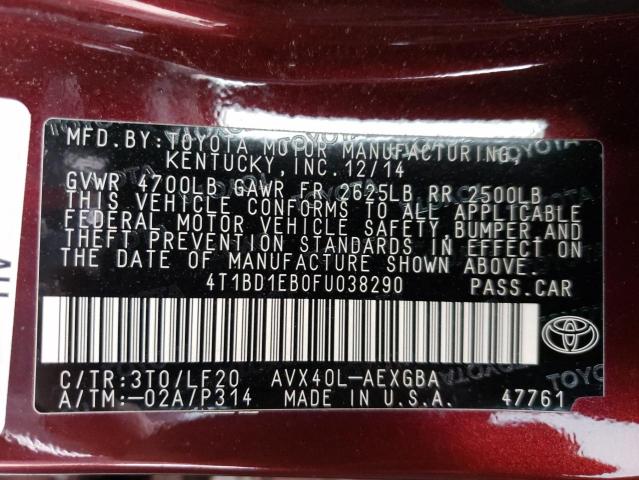 MFD.BY:TOYOTA MOTOR MANUFACTURING,
KENTUCKY, INC.12/14
GVWR 4700LB GAWR FR 2625LB RR 2500LB
THIS VEHICLE CONFORMS TO ALL APPLICABLE
FEDERAL MOTOR VEHICLE SAFETY,BUMPER AND
THEFT PREVENTION STANDARDS IN EFFECT ON
THE DATE OF MANUFACTURE SHOWN ABOVE.
4T1BD1EB0FU038290 PASS.CAR
C/TR:3T0/LF20 AVX40L-AEXGBA
A/TM:-02A/P314 MADE IN U.S.A. 47761